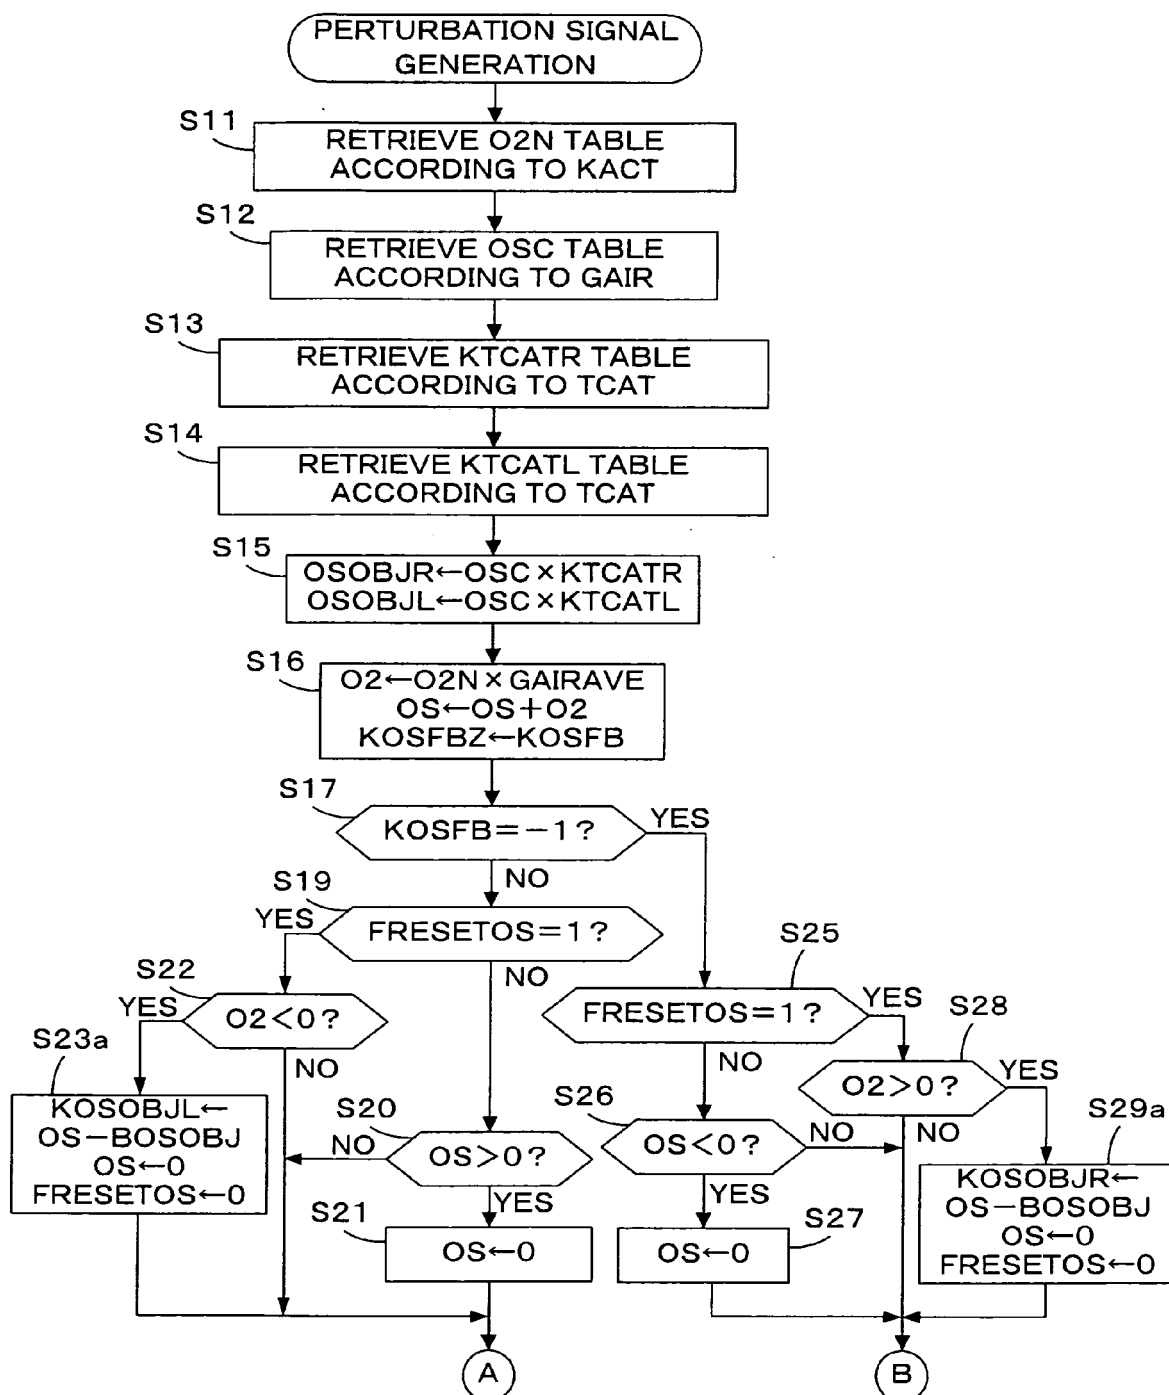 PERTURBATION SIGNAL
GENERATION
S11
RETRIEVE O2N TABLE
ACCORDING TO KACT
S12
RETRIEVE OSC TABLE
ACCORDING TO GAIR
S13
RETRIEVE KTCATR TABLE
ACCORDING TO TCAT
S14
RETRIEVE KTCATL TABLE
ACCORDING TO TCAT
S15
OSOBJR←OSC×KTCATR
OSOBJL←OSC×KTCATL
S16
O2←O2N×GAIRAVE
OS←OS+O2
KOSFBZ←KOSFB
S17
KOSFB=-1?
YES
NO
S19
FRESETOS=1?
YES
NO
S22
O2<0?
YES
NO
S23a
KOSOBJL←
OS-BOSOBJ
OS←0
FRESETOS←0
S20
OS>0?
NO
YES
S21
OS←0
S25
FRESETOS=1?
YES
NO
S28
O2>0?
YES
NO
S26
OS<0?
NO
YES
S27
OS←0
S29a
KOSOBJR←
OS-BOSOBJ
OS←0
FRESETOS←0
A
B